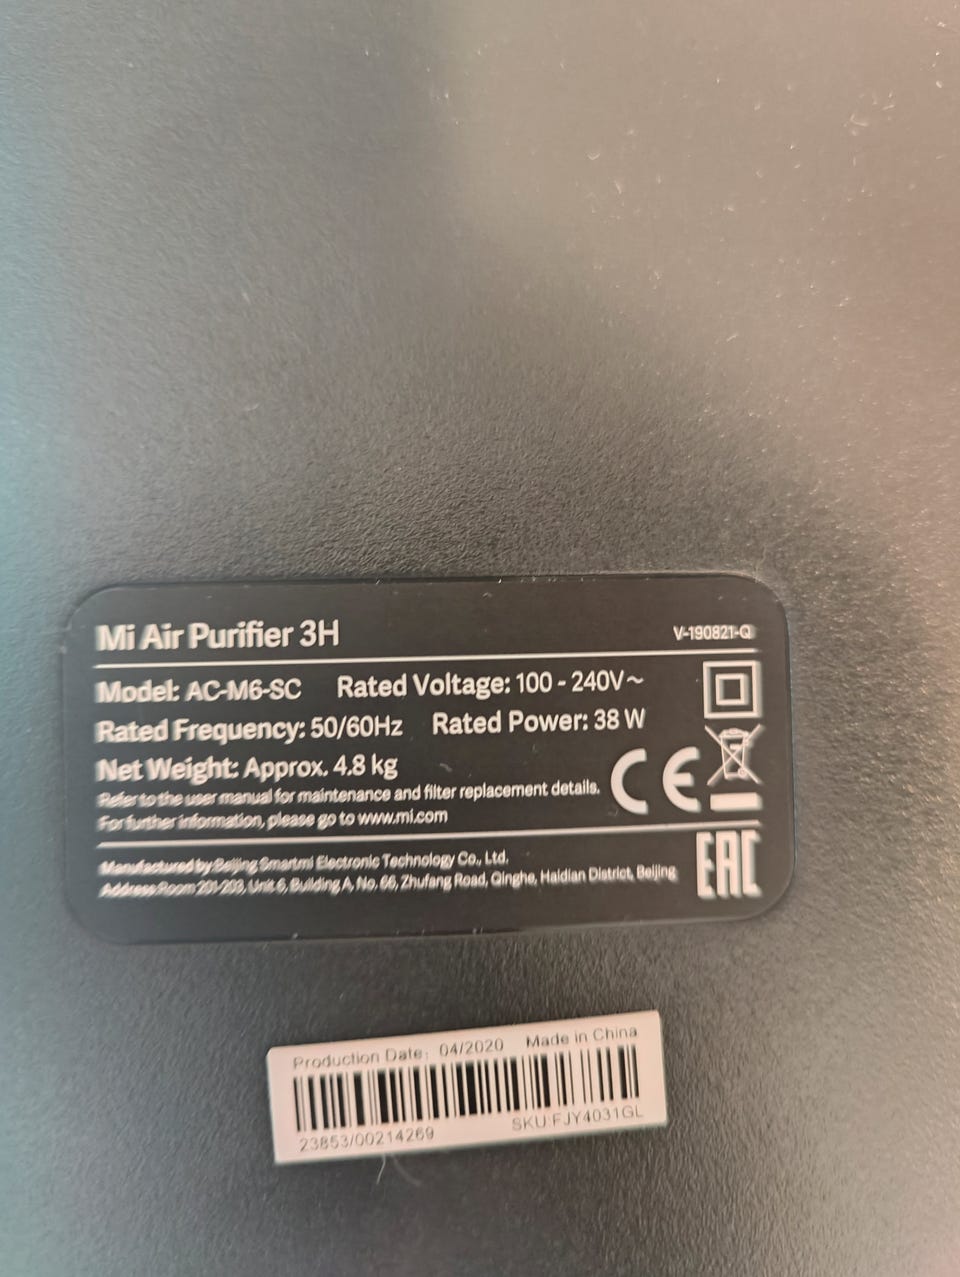 Mi Air Purifier 3H V-190821-Q
Model: AC-M6-SC Rated Voltage: 100 - 240V~
Rated Frequency: 50/60Hz Rated Power: 38 W
Net Weight: Approx. 4.8 kg
Refer to the user manual for maintenance and filter replacement details.
For further information, please go to www.mi.com
CE
Manufactured by Beijing Smartmi Electronic Technology Co., Ltd.
Address Room 201-203, Unit 6, Building A, No. 66, Zhufang Road, Qinghe, Haidian District, Beijing
EAC
Production Date: 04/2020 Made in China
23853/00214269 SKU:FJY4031GL